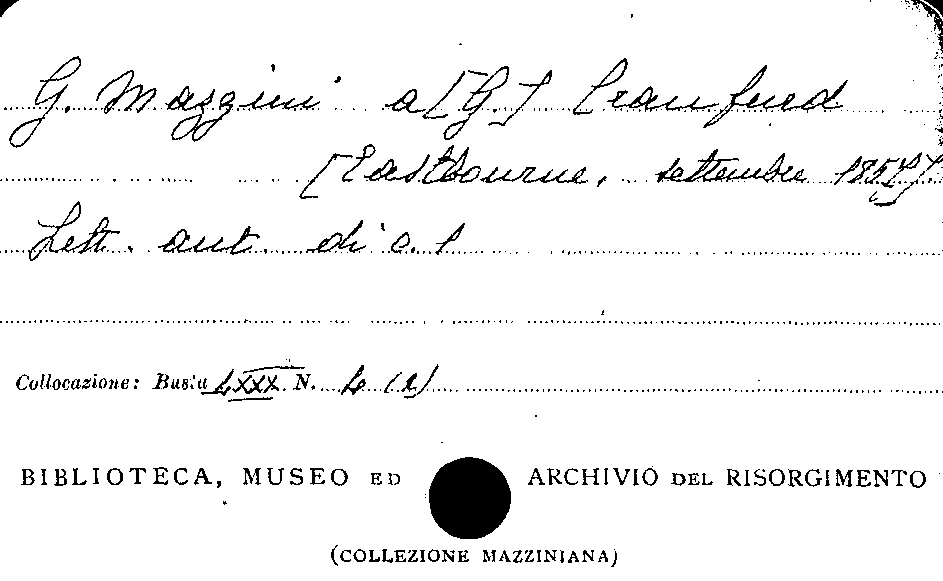 G. Mazzini a [G.] Craufurd
[Eastbourne, settembre 185
Lett. aut. di c. 1
Collocazione: Busta LXXX N.
BIBLIOTECA, MUSEO ED ARCHIVIO DEL RISORGIMENTO
(COLLEZIONE MAZZINIANA)